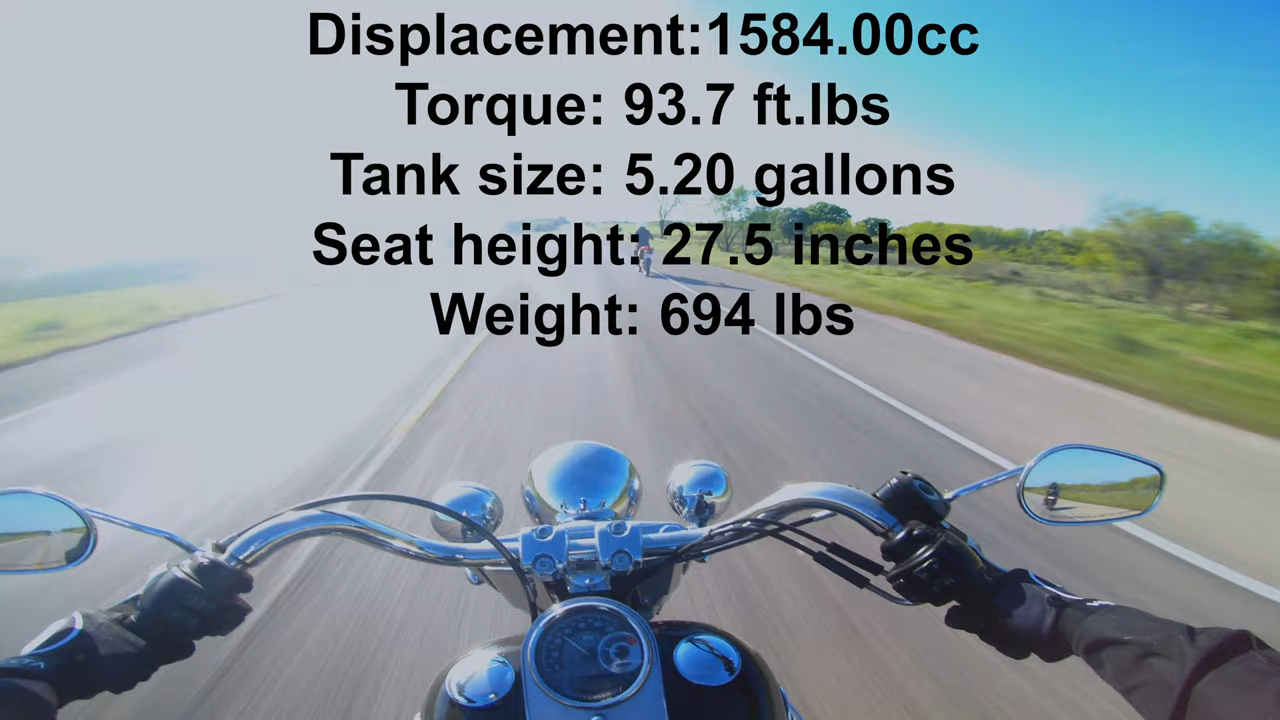 Displacement:1584.00cc
Torque: 93.7 ft.lbs
Tank size: 5.20 gallons
Seat height: 27.5 inches
Weight: 694 lbs